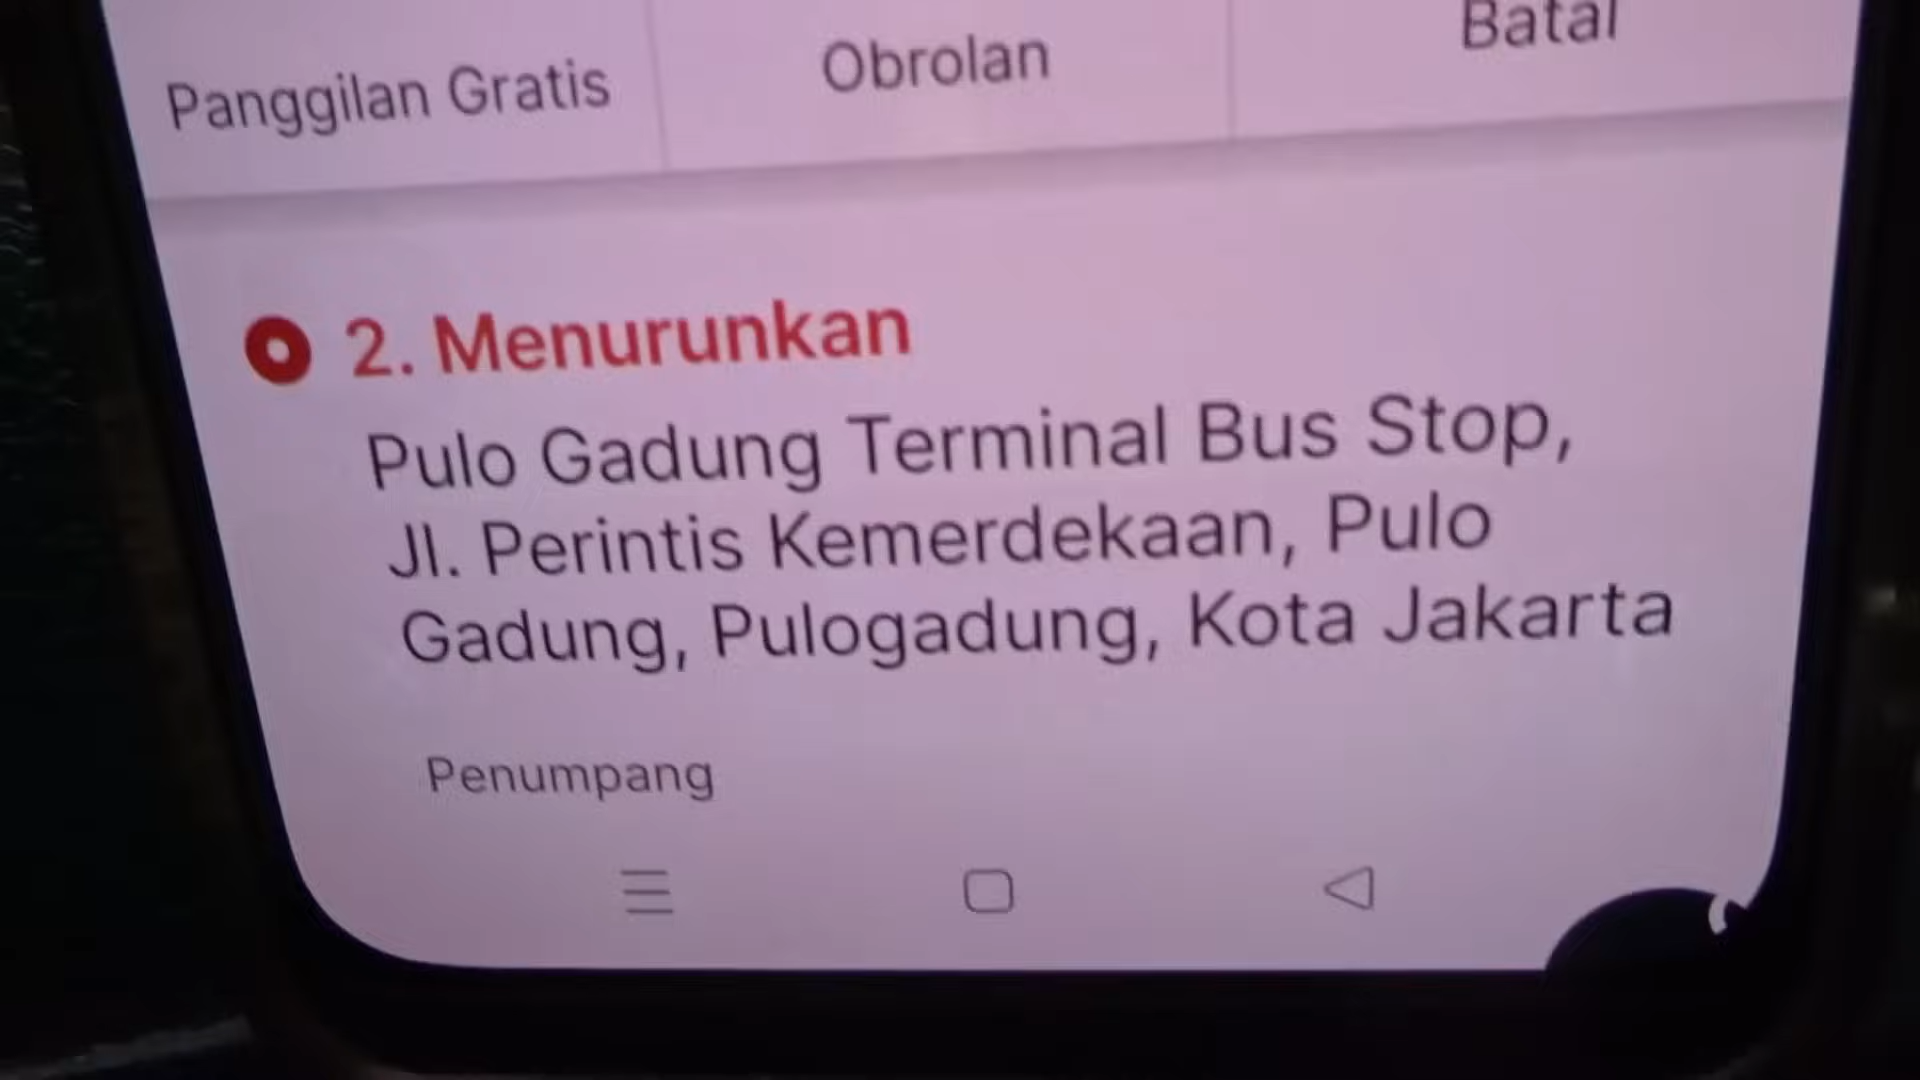 Panggilan Gratis
Obrolan
Batal
2. Menurunkan
Pulo Gadung Terminal Bus Stop,
Jl. Perintis Kemerdekaan, Pulo
Gadung, Pulogadung, Kota Jakarta
Penumpang